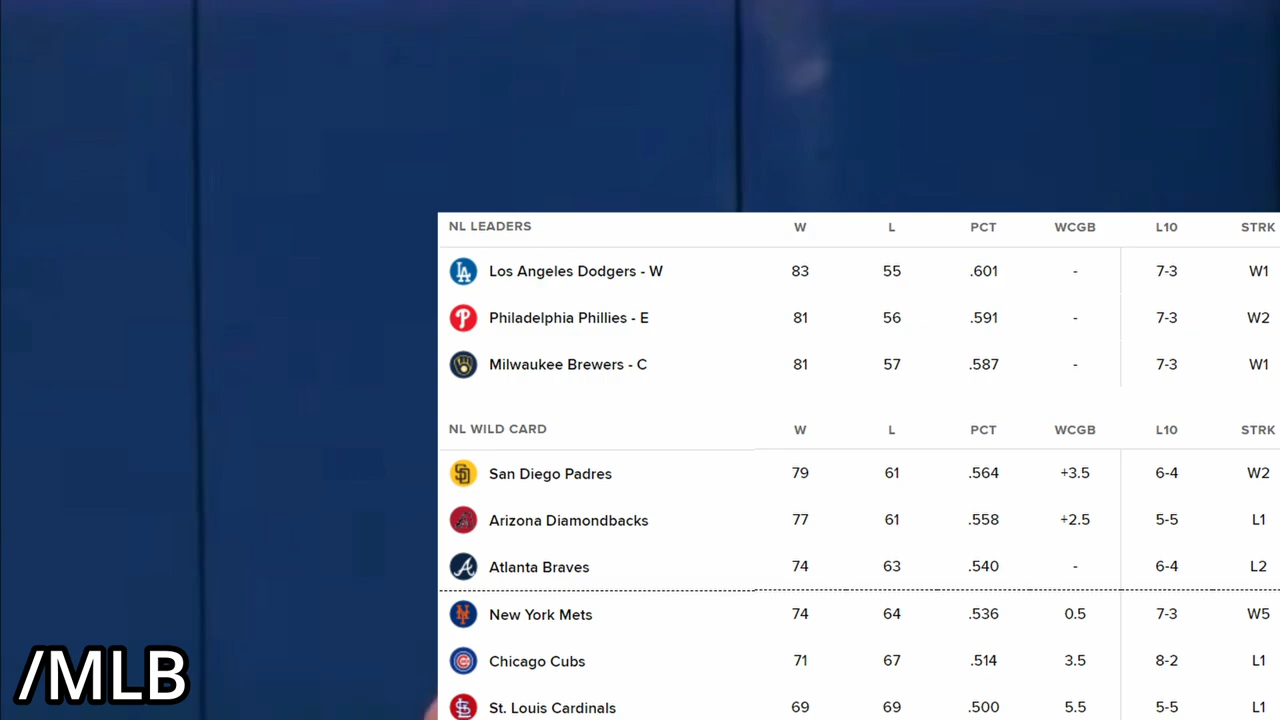 NL LEADERS W L PCT WCGB L10 STRK
Los Angeles Dodgers - W 83 55 .601 - 7-3 W1
Philadelphia Phillies - E 81 56 .591 - 7-3 W2
Milwaukee Brewers - C 81 57 .587 - 7-3 W1
NL WILD CARD W L PCT WCGB L10 STRK
San Diego Padres 79 61 .564 +3.5 6-4 W2
Arizona Diamondbacks 77 61 .558 +2.5 5-5 L1
Atlanta Braves 74 63 .540 - 6-4 L2
New York Mets 74 64 .536 0.5 7-3 W5
Chicago Cubs 71 67 .514 3.5 8-2 L1
St. Louis Cardinals 69 69 .500 5.5 5-5 L1
/MLB